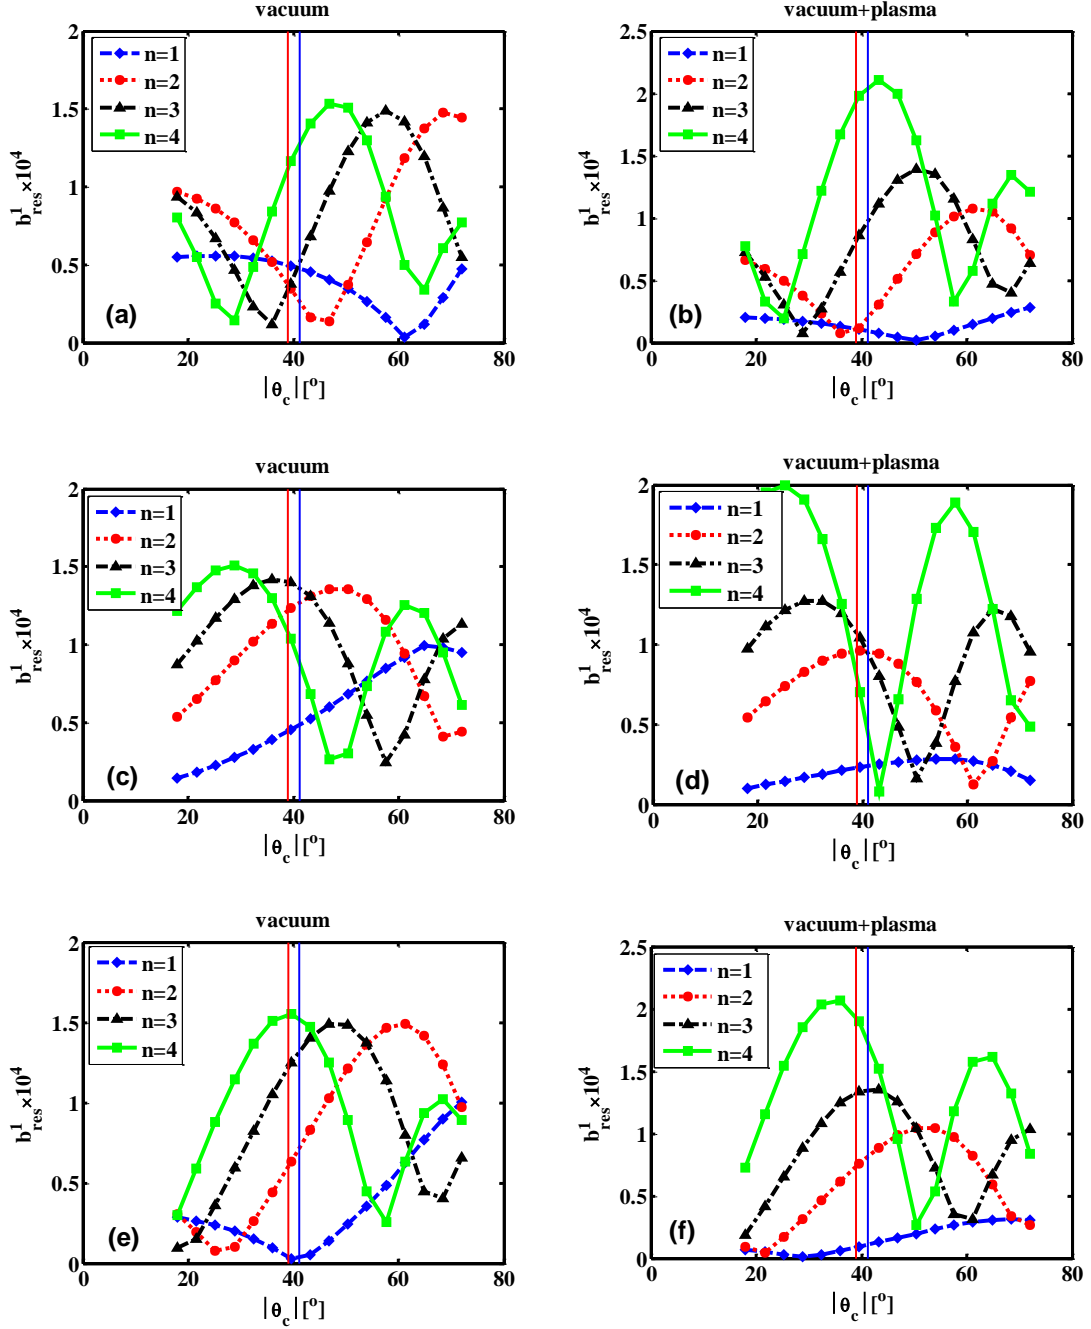 vacuum
2
1.5
1
0.5
0
0 20 40 60 80
b¹res×10⁴
|θc|[°]
n=1
n=2
n=3
n=4
(a)
vacuum+plasma
2.5
2
1.5
1
0.5
0
0 20 40 60 80
b¹res×10⁴
|θc|[°]
n=1
n=2
n=3
n=4
(b)
vacuum
2
1.5
1
0.5
0
0 20 40 60 80
b¹res×10⁴
|θc|[°]
n=1
n=2
n=3
n=4
(c)
vacuum+plasma
2
1.5
1
0.5
0
0 20 40 60 80
b¹res×10⁴
|θc|[°]
n=1
n=2
n=3
n=4
(d)
vacuum
2
1.5
1
0.5
0
0 20 40 60 80
b¹res×10⁴
|θc|[°]
n=1
n=2
n=3
n=4
(e)
vacuum+plasma
2.5
2
1.5
1
0.5
0
0 20 40 60 80
b¹res×10⁴
|θc|[°]
n=1
n=2
n=3
n=4
(f)